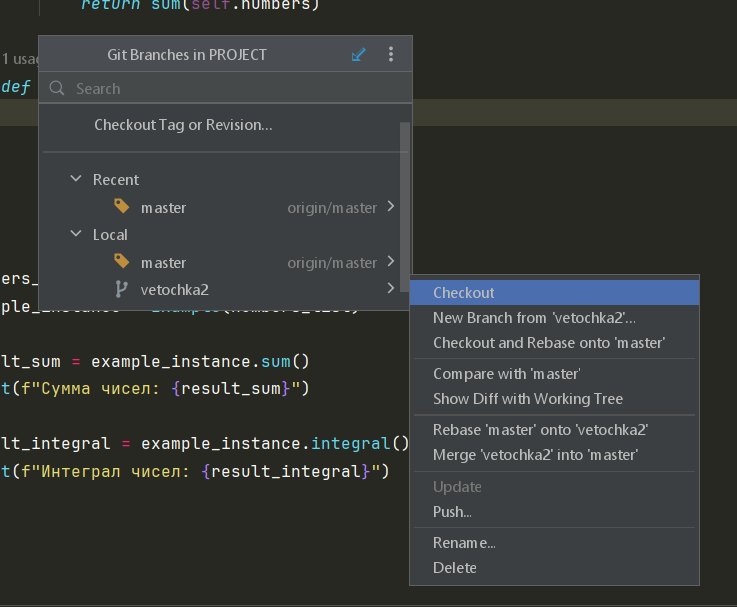 return sum(self.numbers)
Git Branches in PROJECT
1 usa
def
Search
Checkout Tag or Revision...
Recent
master origin/master
Local
master origin/master
ers_
vetochka2
Checkout
New Branch from 'vetochka2'...
Checkout and Rebase onto 'master'
Compare with 'master'
Show Diff with Working Tree
Rebase 'master' onto 'vetochka2'
Merge 'vetochka2' into 'master'
Update
Push...
Rename...
Delete
lt_sum = example_instance.sum()
t(f"Сумма чисел: {result_sum}")
lt_integral = example_instance.integral()
t(f"Интеграл чисел: {result_integral}")